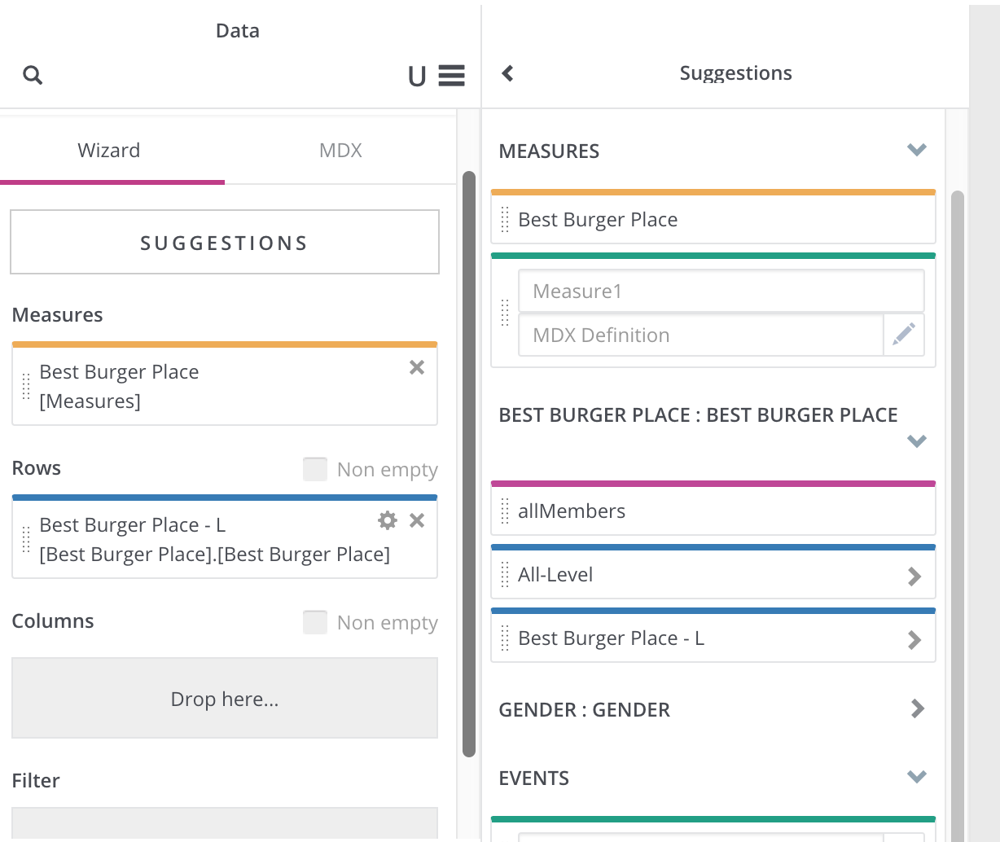 Data
U
Wizard
MDX
SUGGESTIONS
Measures
Best Burger Place
[Measures]
Rows
Non empty
Best Burger Place - L
[Best Burger Place].[Best Burger Place]
Columns
Non empty
Drop here...
Filter
Suggestions
MEASURES
Best Burger Place
Measure1
MDX Definition
BEST BURGER PLACE : BEST BURGER PLACE
allMembers
All-Level
Best Burger Place - L
GENDER : GENDER
EVENTS